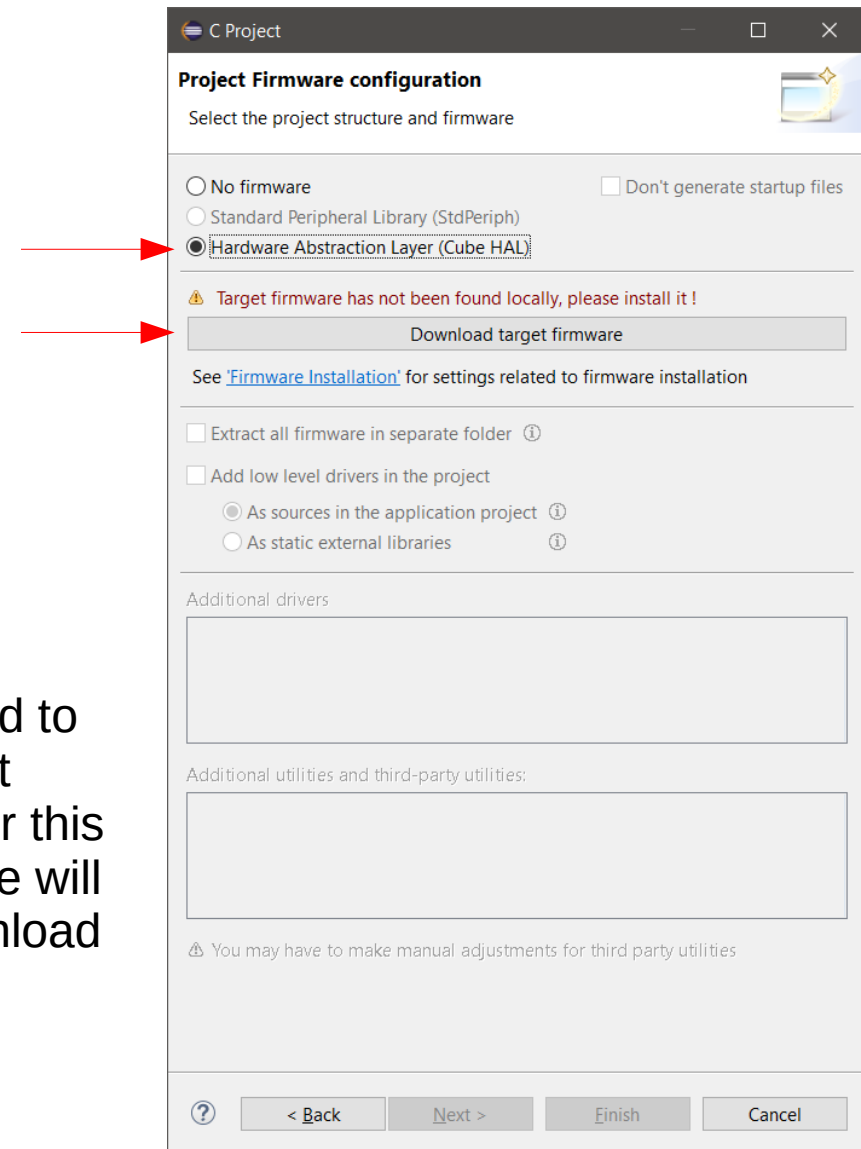 C Project
Project Firmware configuration
Select the project structure and firmware
No firmware
Don't generate startup files
Standard Peripheral Library (StdPeriph)
Hardware Abstraction Layer (Cube HAL)
Target firmware has not been found locally, please install it !
Download target firmware
See 'Firmware Installation' for settings related to firmware installation
Extract all firmware in separate folder
Add low level drivers in the project
As sources in the application project
As static external libraries
Additional drivers
Additional utilities and third-party utilities:
You may have to make manual adjustments for third party utilities
< Back
Next >
Finish
Cancel
d to
t
r this
e will
nload